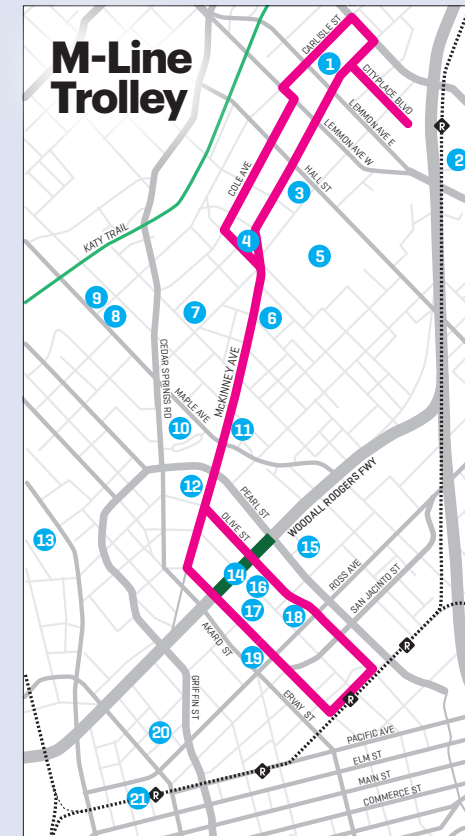 M-Line
Trolley
CARLISLE ST
1
CITYPLACE BLVD
LEMMON AVE E
R
LEMMON AVE W
2
COLE AVE
HALL ST
3
4
KATY TRAIL
5
9
8
7
6
CEDAR SPRINGS RD
McKINNEY AVE
MAPLE AVE
10
11
12
PEARL ST
WOODALL RODGERS FWY
OLIVE ST
13
15
14
16
ROSS AVE
SAN JACINTO ST
17
18
AKARD ST
R
19
GRIFFIN ST
ERVAY ST
R
20
PACIFIC AVE
ELM ST
R
MAIN ST
21
R
COMMERCE ST